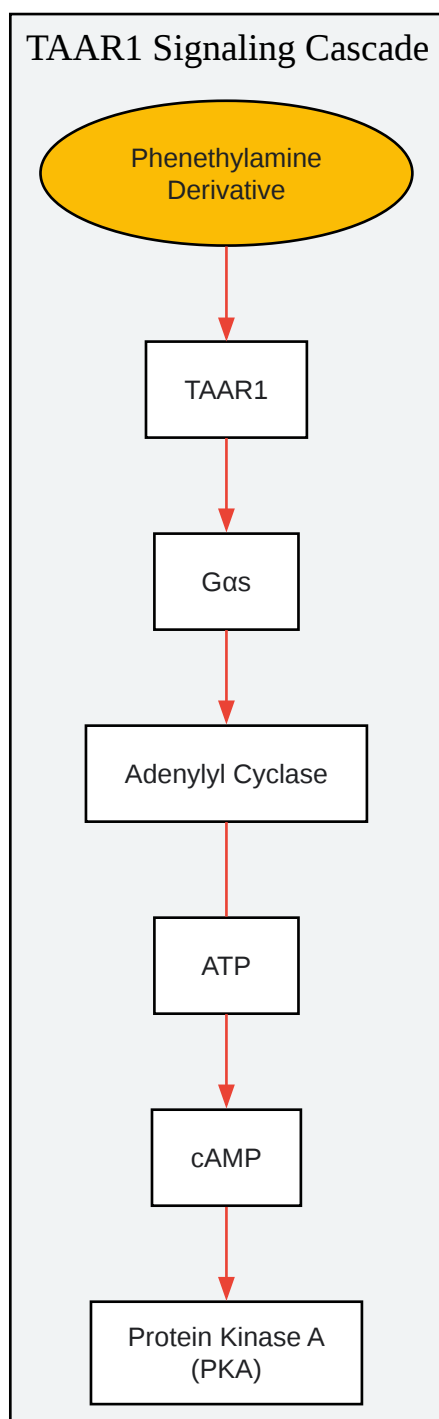 TAAR1 Signaling Cascade
Phenethylamine
Derivative
TAAR1
Gαs
Adenylyl Cyclase
ATP
cAMP
Protein Kinase A
(PKA)